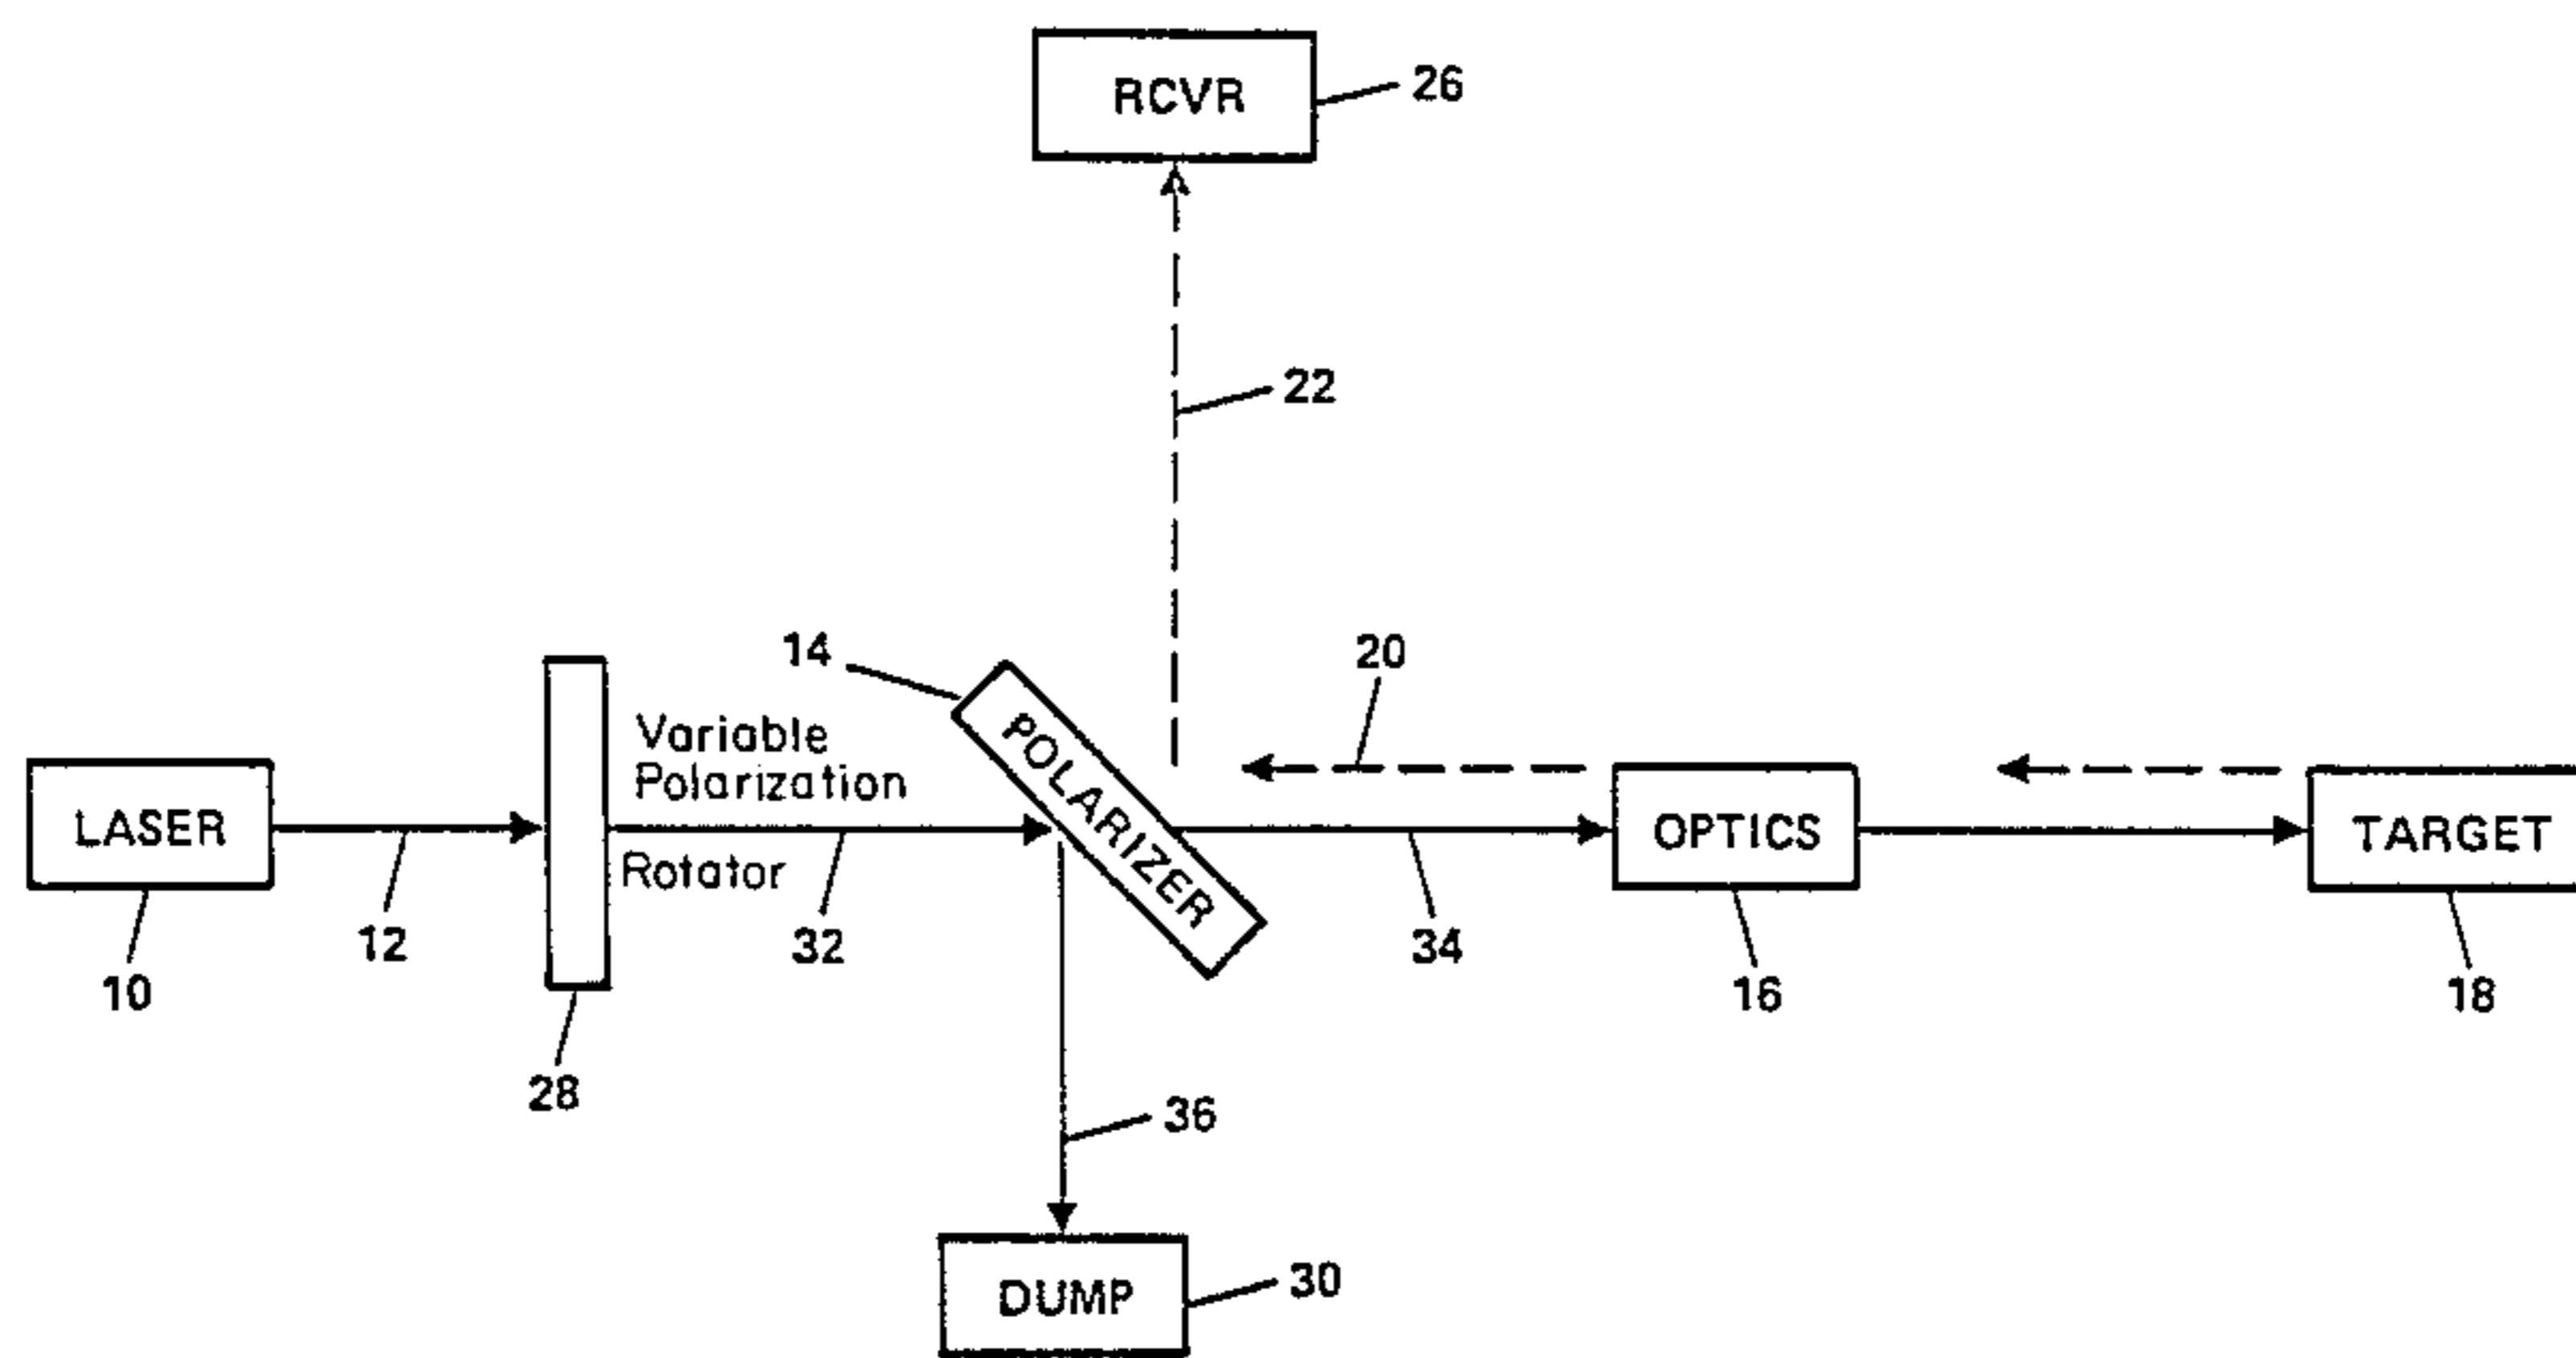 RCVR
26
22
14
20
Variable
Polarization
POLARIZER
LASER
OPTICS
TARGET
Rotator
12
32
34
10
16
18
28
36
DUMP
30